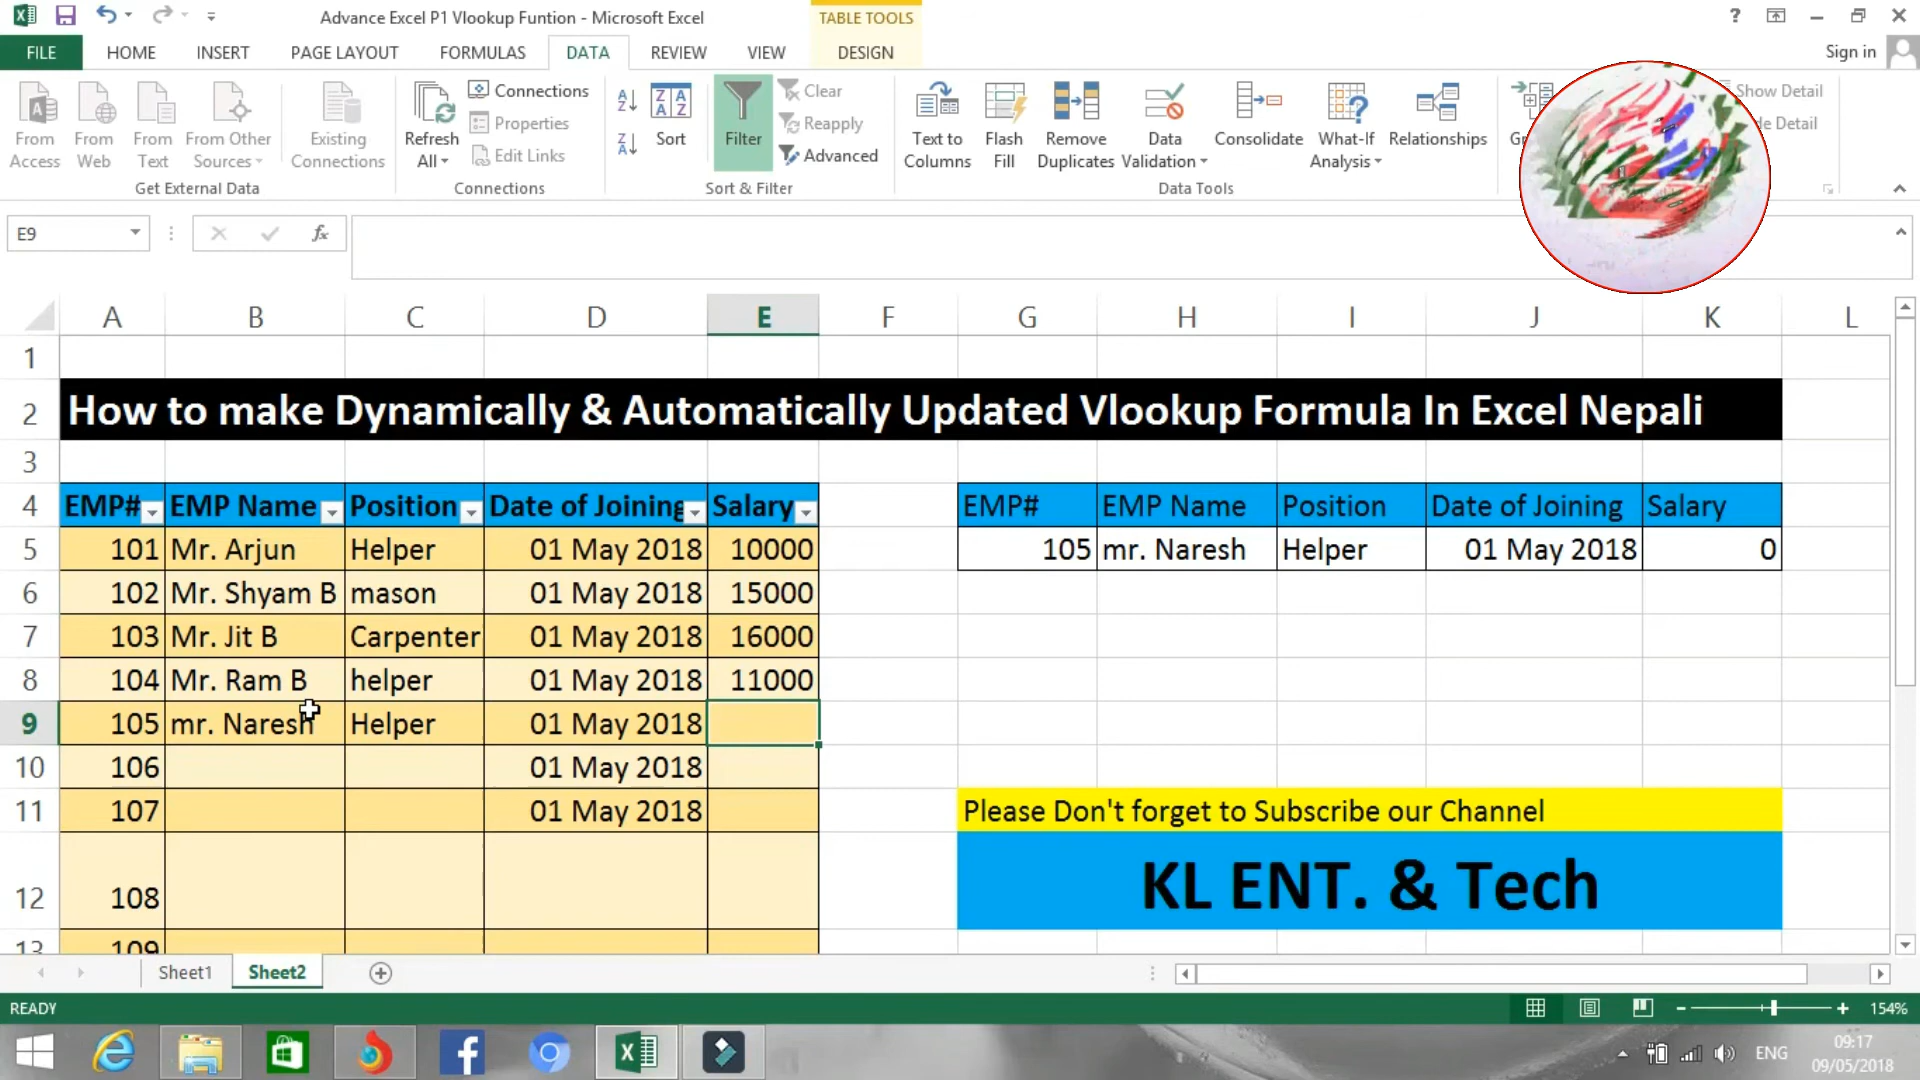 Advance Excel P1 Vlookup Funtion - Microsoft Excel
TABLE TOOLS
?
FILE HOME INSERT PAGE LAYOUT FORMULAS DATA REVIEW VIEW DESIGN
Sign in
From Access
From Web
From Text
From Other Sources
Existing Connections
Get External Data
Refresh All
Connections
Properties
Edit Links
Connections
Sort
Filter
Clear
Reapply
Advanced
Sort & Filter
Text to Columns
Flash Fill
Remove Duplicates
Data Validation
Consolidate
What-If Analysis
Relationships
Data Tools
Show Detail
Detail
E9
fx
A B C D E F G H I J K L
1
2 How to make Dynamically & Automatically Updated Vlookup Formula In Excel Nepali
3
4 EMP# EMP Name Position Date of Joining Salary EMP# EMP Name Position Date of Joining Salary
5 101 Mr. Arjun Helper 01 May 2018 10000 105 mr. Naresh Helper 01 May 2018 0
6 102 Mr. Shyam B mason 01 May 2018 15000
7 103 Mr. Jit B Carpenter 01 May 2018 16000
8 104 Mr. Ram B helper 01 May 2018 11000
9 105 mr. Naresh Helper 01 May 2018
10 106 01 May 2018
11 107 01 May 2018 Please Don't forget to Subscribe our Channel
12 108 KL ENT. & Tech
13 109
Sheet1 Sheet2
READY
154%
ENG
09:17
09/05/2018